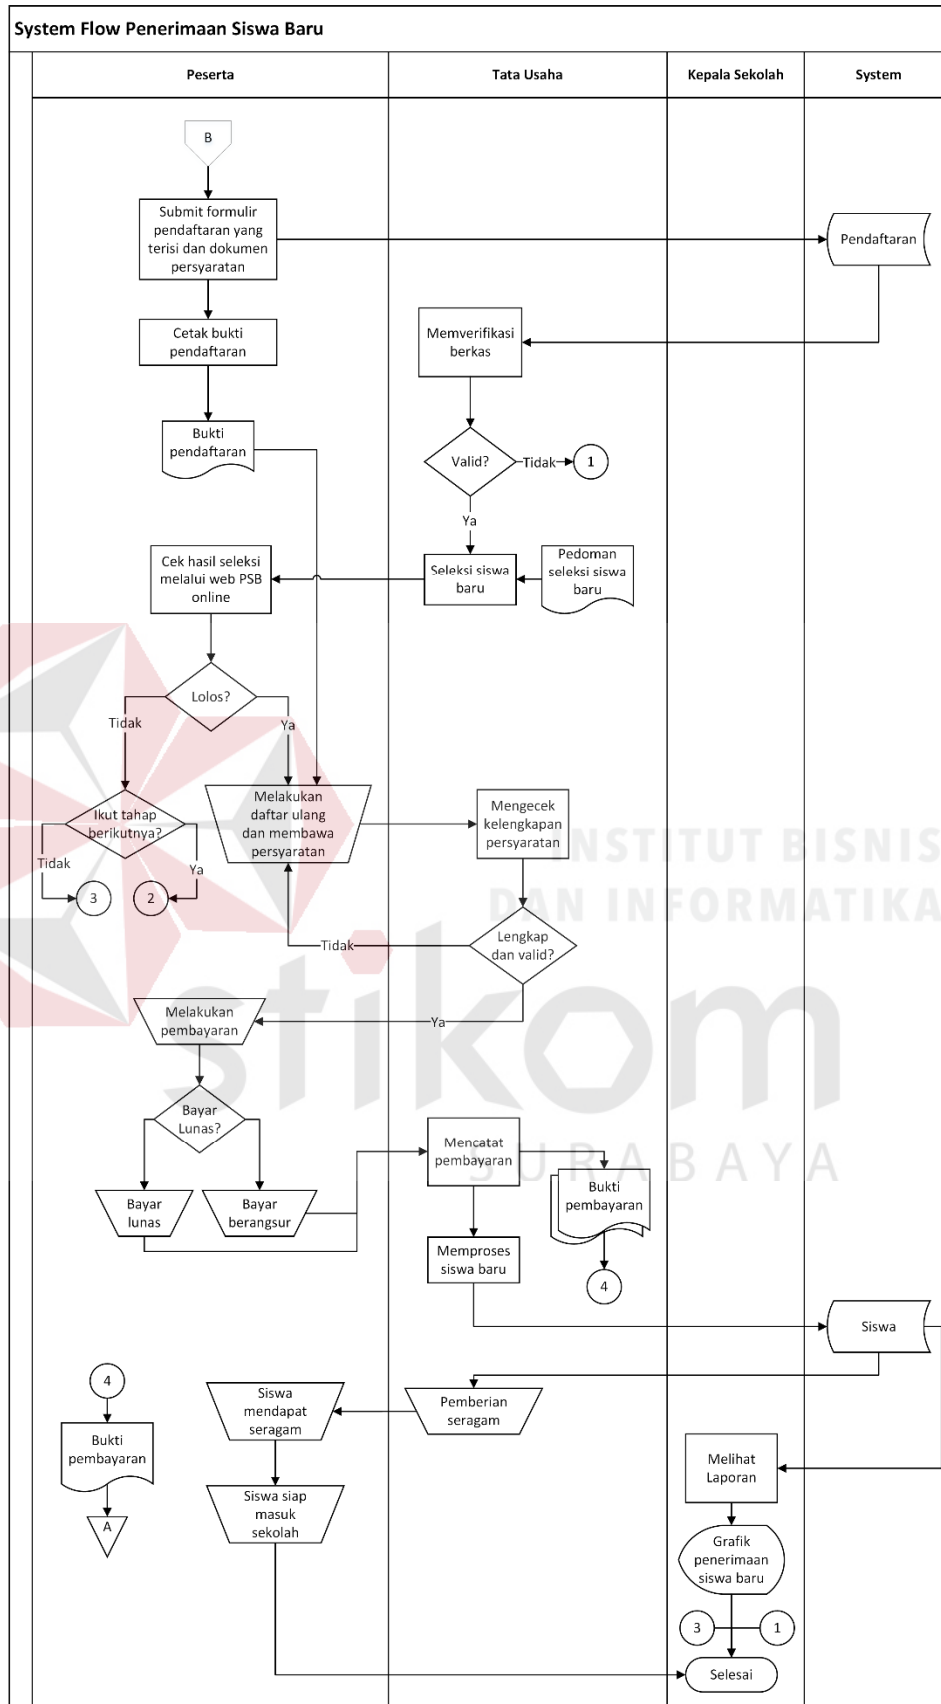 System Flow Penerimaan Siswa Baru
Peserta
Tata Usaha
Kepala Sekolah
System
B
Submit formulir
pendaftaran yang
terisi dan dokumen
persyaratan
Pendaftaran
Cetak bukti
pendaftaran
Memverifikasi
berkas
Bukti
pendaftaran
Valid?
Tidak
1
Ya
Cek hasil seleksi
melalui web PSB
online
Seleksi siswa
baru
Pedoman
seleksi siswa
baru
Lolos?
Tidak
Ya
Ikut tahap
berikutnya?
Melakukan
daftar ulang
dan membawa
persyaratan
Mengecek
kelengkapan
persyaratan
Tidak
Ya
3
2
INSTITUT BISNIS
DAN INFORMATIKA
Tidak
Lengkap
dan valid?
stikom
SURABAYA
Melakukan
pembayaran
Ya
Bayar
Lunas?
Mencatat
pembayaran
Bayar
lunas
Bayar
berangsur
Bukti
pembayaran
Memproses
siswa baru
4
Siswa
4
Siswa
mendapat
seragam
Pemberian
seragam
Bukti
pembayaran
Melihat
Laporan
A
Siswa siap
masuk
sekolah
Grafik
penerimaan
siswa baru
3
1
Selesai